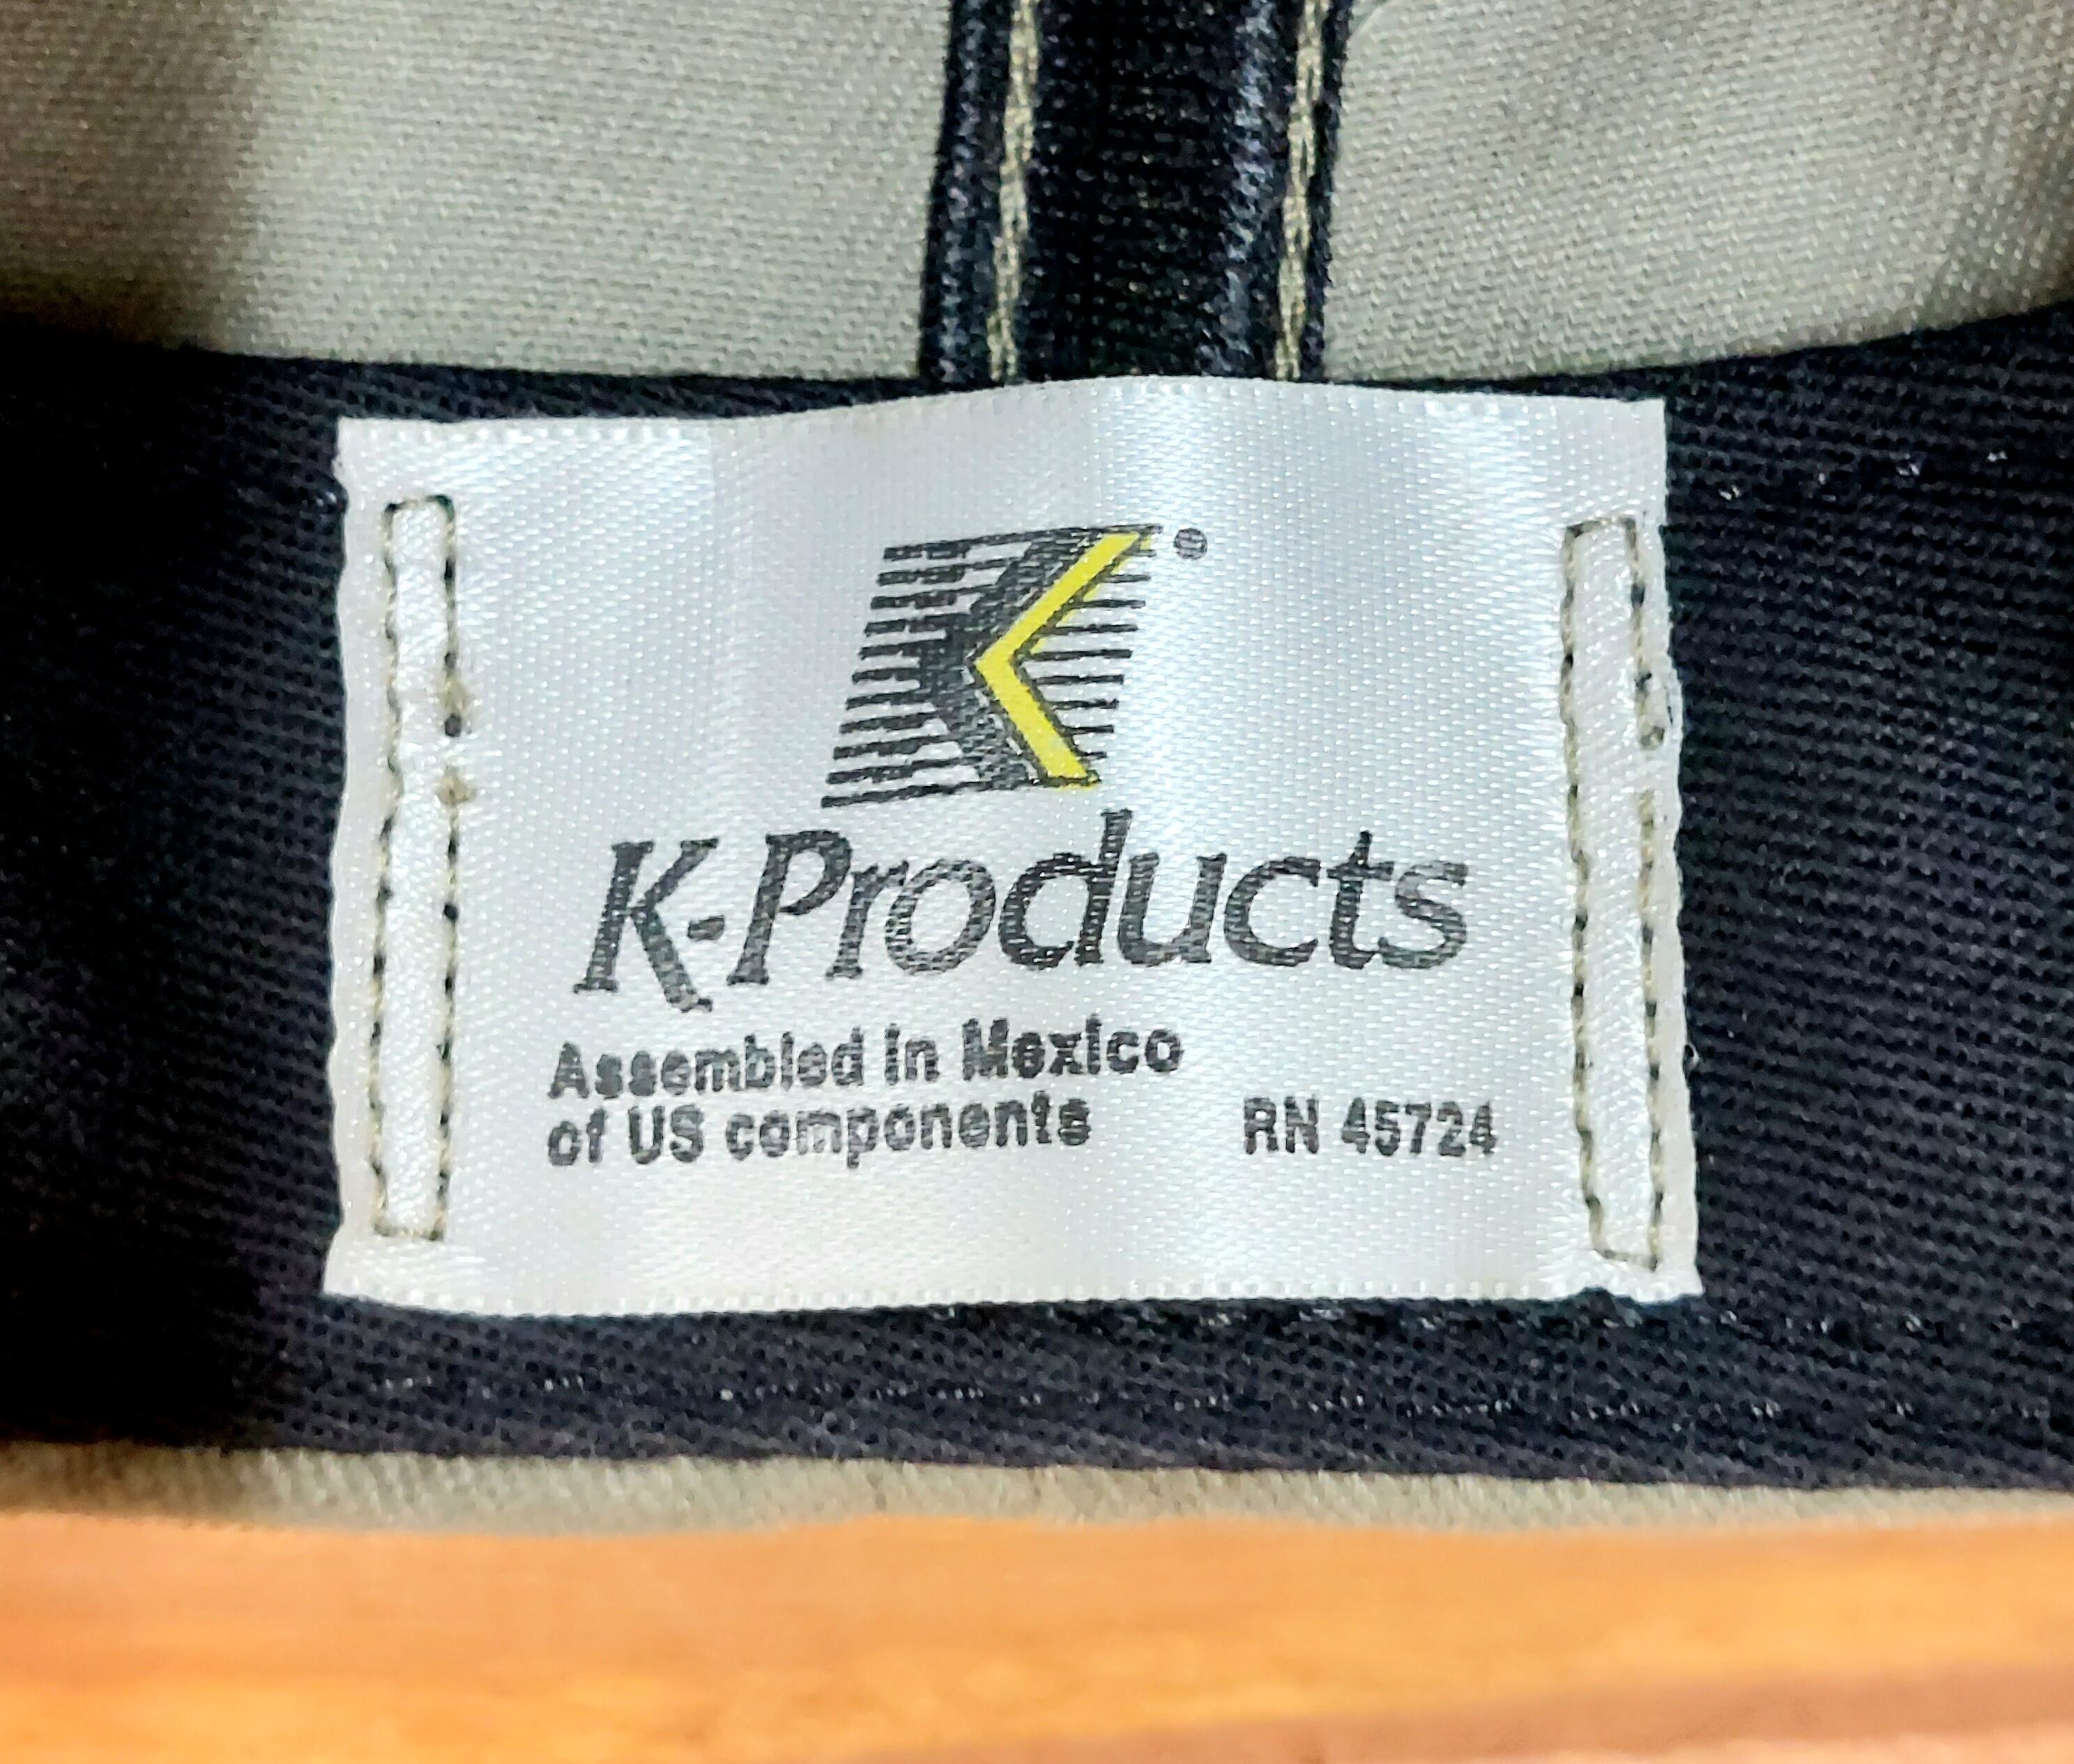 K-Products
Assembled in Mexico
of US components RN 45724